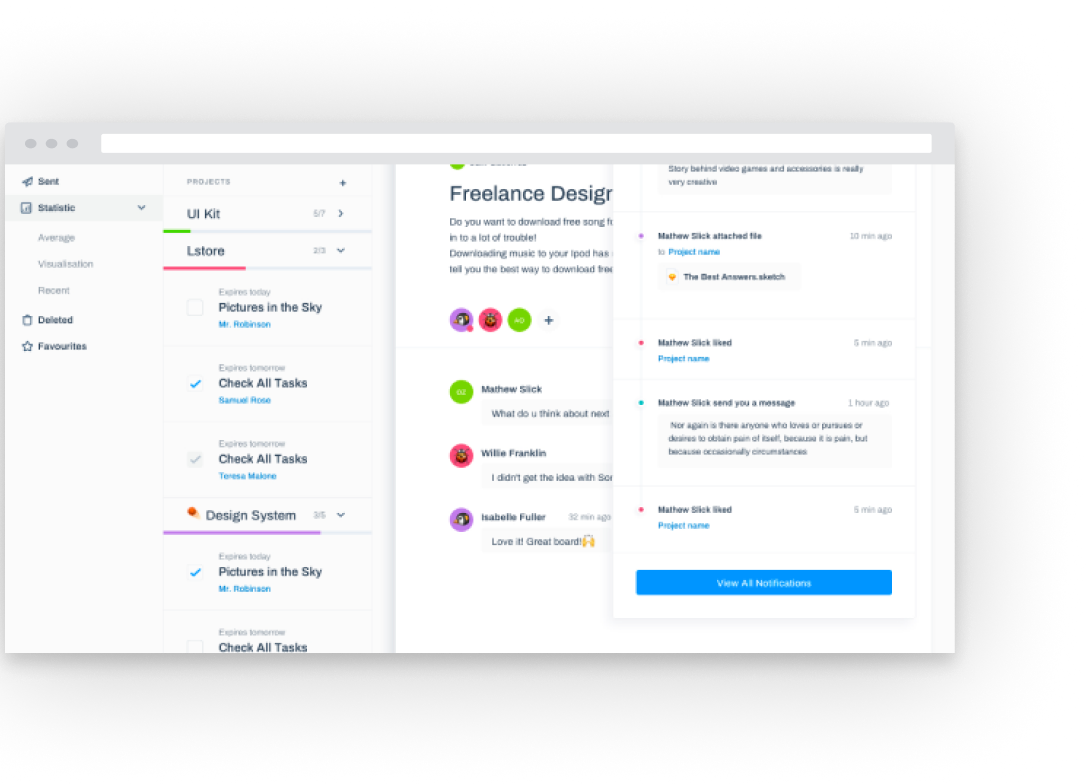 Sent
Statistic
Average
Visualisation
Recent
Deleted
Favourites
PROJECTS +
UI Kit 5/7
Lstore 2/3
Expires today
Pictures in the Sky
Mr. Robinson
Expires tomorrow
Check All Tasks
Samuel Rose
Expires tomorrow
Check All Tasks
Teresa Malone
Design System 3/5
Expires today
Pictures in the Sky
Mr. Robinson
Expires tomorrow
Check All Tasks
Freelance Design
Do you want to download free song
in to a lot of trouble!
Downloading music to your Ipod has
tell you the best way to download free
AO +
OZ
Mathew Slick
What do u think about next
Willie Franklin
I didn't get the idea with
Isabelle Fuller 32 min ago
Love it! Great board!🙌
Story behind video games and accessories is really
very creative
Mathew Slick attached file 10 min ago
to Project name
The Best Answers.sketch
Mathew Slick liked 5 min ago
Project name
Mathew Slick send you a message 1 hour ago
Nor again is there anyone who loves or pursues or
desires to obtain pain of itself, because it is pain, but
because occasionally circumstances
Mathew Slick liked 5 min ago
Project name
View All Notifications